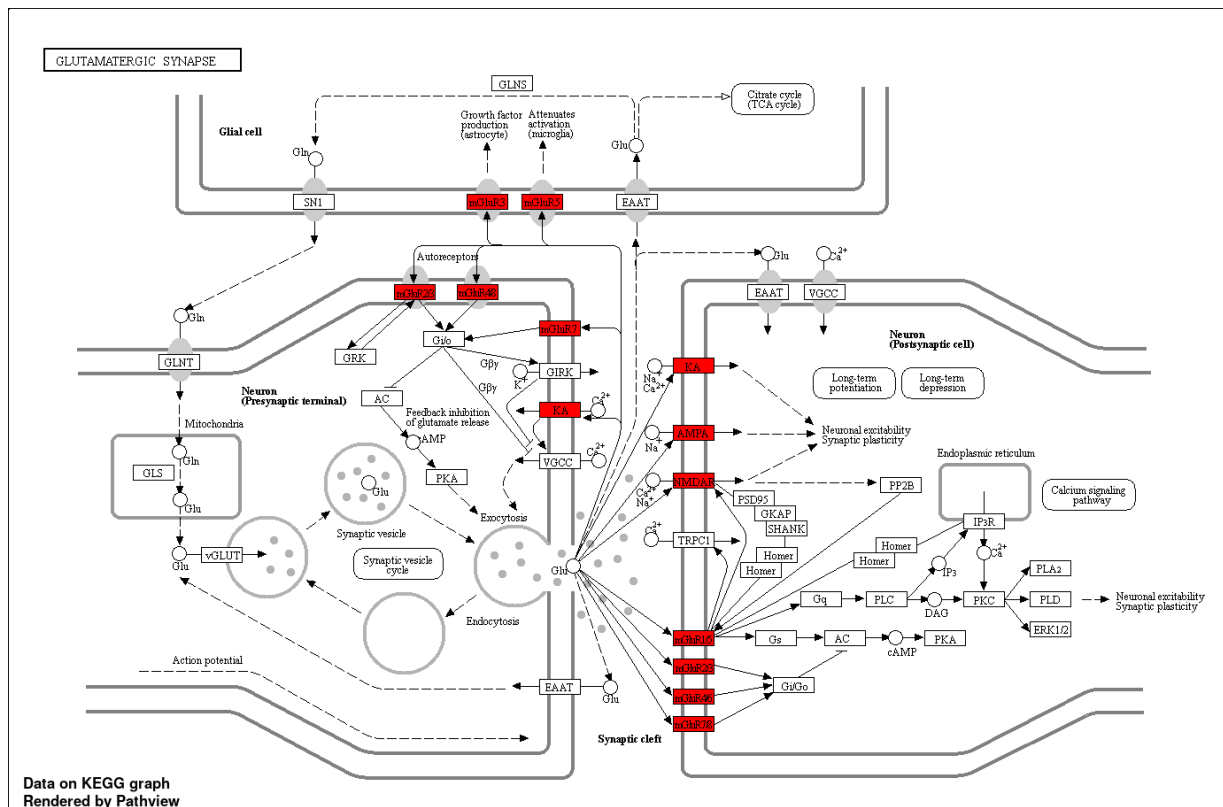 GLUTAMATERGIC SYNAPSE
GLNS
Citrate cycle
(TCA cycle)
Glial cell
Growth factor
production
(astrocyte)
Attenuates
activation
(microglia)
Gln
Glu
SN1
mGluR3
mGluR5
EAAT
Autoreceptors
Glu
Ca2+
mGluR2/3
mGluR4/8
EAAT
VGCC
Gln
GLNT
GRK
Gi/o
mGluR7
Neuron
(Postsynaptic cell)
Gβγ
GIRK
K+
Na+
Ca2+
KA
Long-term
potentiation
Long-term
depression
Neuron
(Presynaptic terminal)
AC
Gβγ
Feedback inhibition
of glutamate release
KA
Ca2+
Mitochondria
cAMP
Na+
AMPA
Neuronal excitability
Synaptic plasticity
Gln
GLS
Glu
PKA
VGCC
Ca2+
Ca2+
Na+
NMDAR
PP2B
Endoplasmic reticulum
Calcium signaling
pathway
Glu
Synaptic vesicle
Exocytosis
PSD95
GKAP
SHANK
Homer
Homer
Ca2+
TRPC1
IP3R
Homer
Homer
Ca2+
IP3
Glu
vGLUT
Synaptic vesicle
cycle
Glu
Endocytosis
Gq
PLC
DAG
PKC
PLA2
PLD
ERK1/2
Neuronal excitability
Synaptic plasticity
mGluR1/5
Gs
AC
cAMP
PKA
mGluR2/3
Gi/Go
mGluR4/6
mGluR7/8
Action potential
EAAT
Glu
Synaptic cleft
Data on KEGG graph
Rendered by Pathview